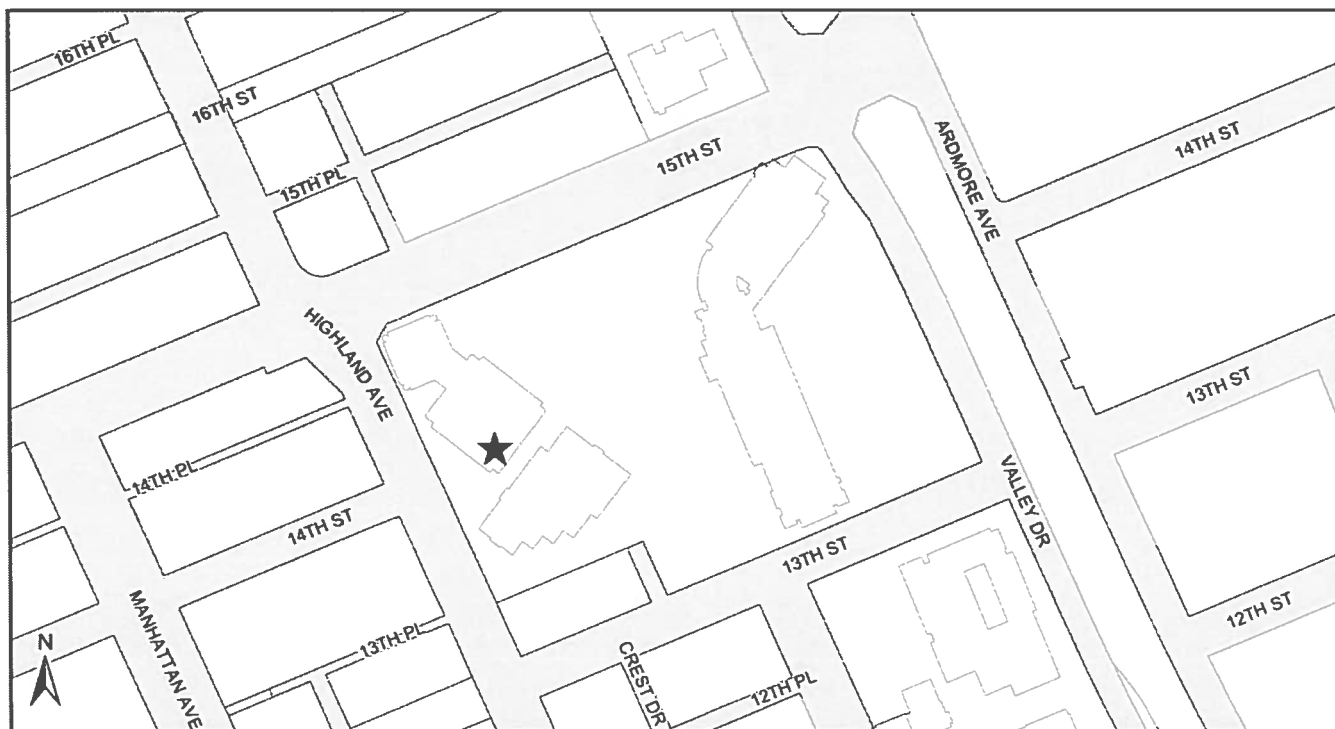 16TH PL
16TH ST
15TH PL
15TH ST
ARDMORE AVE
14TH ST
HIGHLAND AVE
13TH ST
14TH PL
14TH ST
VALLEY DR
13TH ST
12TH ST
MANHATTAN AVE
13TH PL
CREST DR
12TH PL
N